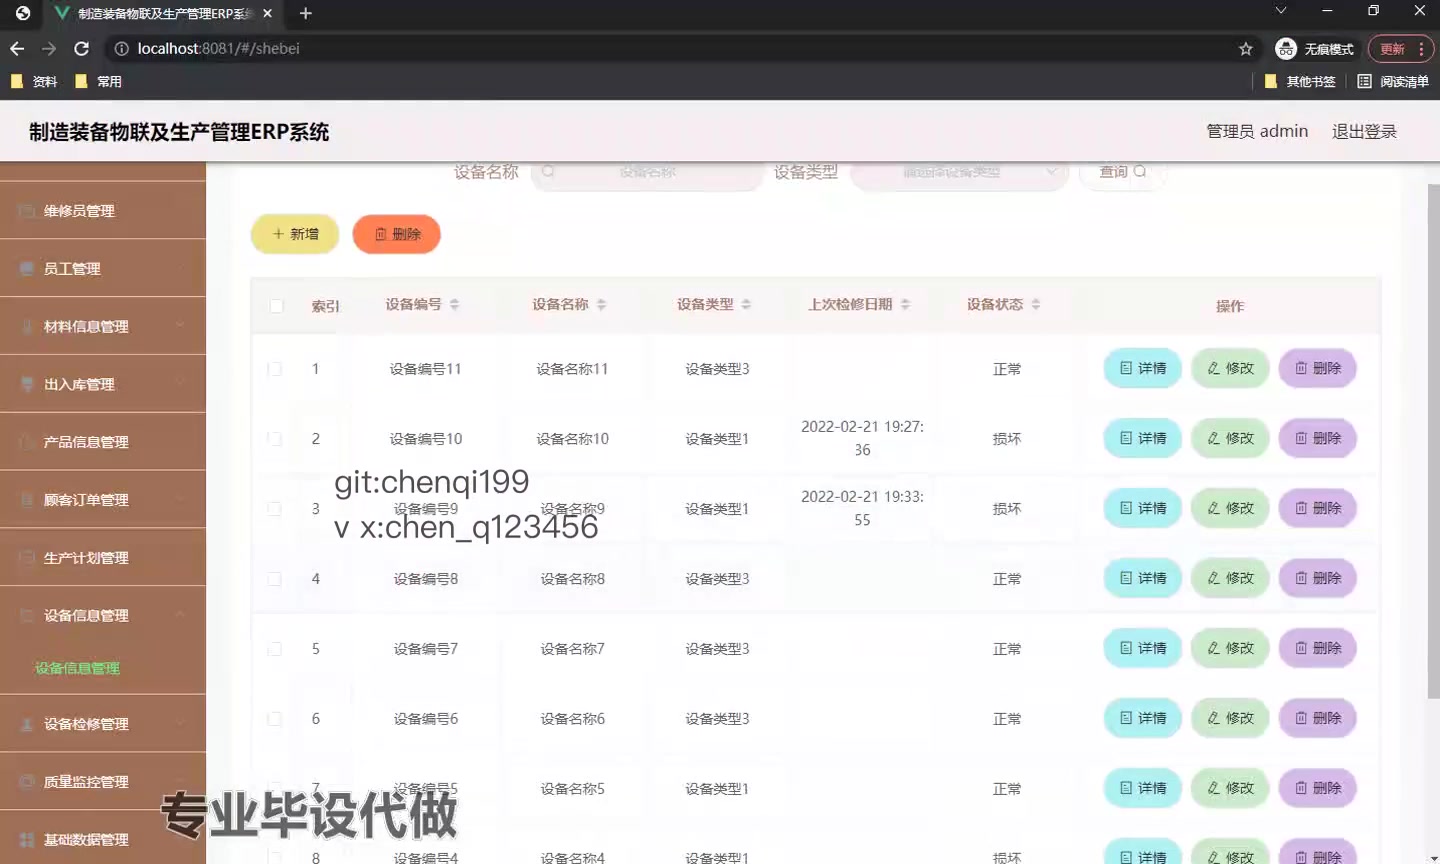 制造装备物联及生产管理ERP系统
localhost:8081/#/shebei
无痕模式
更新
资料
常用
其他书签
阅读清单
制造装备物联及生产管理ERP系统
管理员 admin
退出登录
设备名称
设备名称
设备类型
请选择设备类型
查询
维修员管理
员工管理
材料信息管理
出入库管理
产品信息管理
顾客订单管理
生产计划管理
设备信息管理
设备信息管理
设备检修管理
质量监控管理
基础数据管理
+ 新增
删除
索引 设备编号 设备名称 设备类型 上次检修日期 设备状态 操作
1 设备编号11 设备名称11 设备类型3 正常 详情 修改 删除
2 设备编号10 设备名称10 设备类型1 2022-02-21 19:27:36 损坏 详情 修改 删除
git:chenqi199
3 设备编号9 设备名称9 设备类型1 2022-02-21 19:33:55 损坏 详情 修改 删除
v x:chen_q123456
4 设备编号8 设备名称8 设备类型3 正常 详情 修改 删除
5 设备编号7 设备名称7 设备类型3 正常 详情 修改 删除
6 设备编号6 设备名称6 设备类型3 正常 详情 修改 删除
7 设备编号5 设备名称5 设备类型1 正常 详情 修改 删除
专业毕设代做
8 设备编号4 设备名称4 设备类型1 损坏 详情 修改 删除